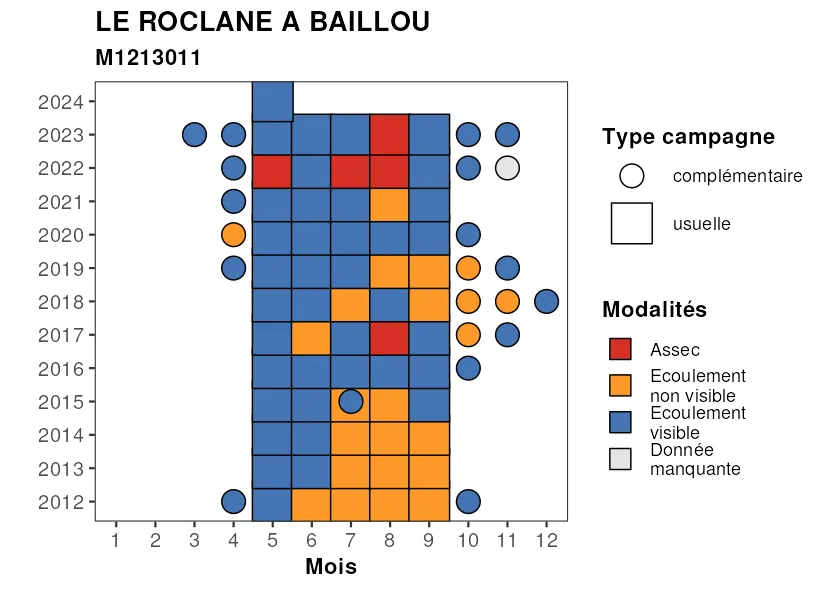 LE ROCLANE A BAILLOU
M1213011
2024
2023
2022
2021
2020
2019
2018
2017
2016
2015
2014
2013
2012
1 2 3 4 5 6 7 8 9 10 11 12
Mois
Type campagne
complémentaire
usuelle
Modalités
Assec
Ecoulement
non visible
Ecoulement
visible
Donnée
manquante